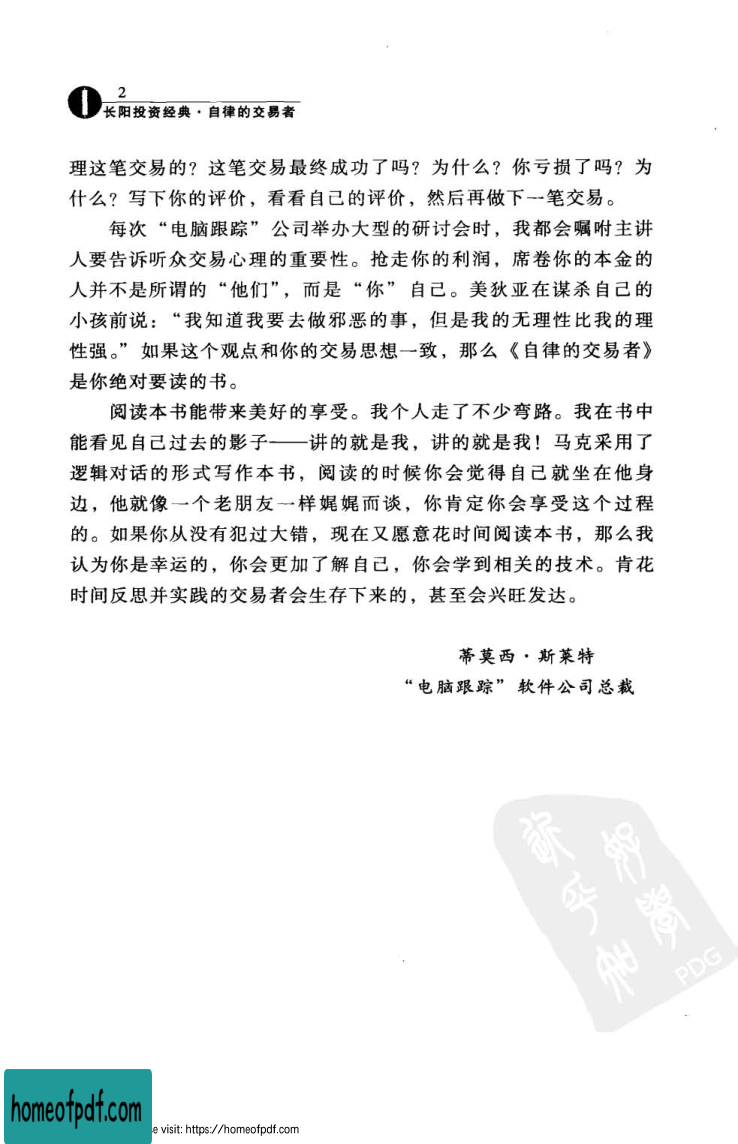 2
长阳投资经典·自律的交易者
理这笔交易的？这笔交易最终成功了吗？为什么？你亏损了吗？为
什么？写下你的评价，看看自己的评价，然后再做下一笔交易。
每次“电脑跟踪”公司举办大型的研讨会时，我都会嘱咐主讲
人要告诉听众交易心理的重要性。抢走你的利润，席卷你的本金的
人并不是所谓的“他们”，而是“你”自己。美狄亚在谋杀自己的
小孩前说：“我知道我要去做邪恶的事，但是我的无理性比我的理
性强。”如果这个观点和你的交易思想一致，那么《自律的交易者》
是你绝对要读的书。
阅读本书能带来美好的享受。我个人走了不少弯路。我在书中
能看见自己过去的影子——讲的就是我，讲的就是我！马克采用了
逻辑对话的形式写作本书，阅读的时候你会觉得自己就坐在他身
边，他就像一个老朋友一样娓娓而谈，你肯定你会享受这个过程
的。如果你从没有犯过大错，现在又愿意花时间阅读本书，那么我
认为你是幸运的，你会更加了解自己，你会学到相关的技术。肯花
时间反思并实践的交易者会生存下来的，甚至会兴旺发达。
蒂莫西·斯莱特
“电脑跟踪”软件公司总裁
PDG
homeofpdf.com
e visit: https://homeofpdf.com